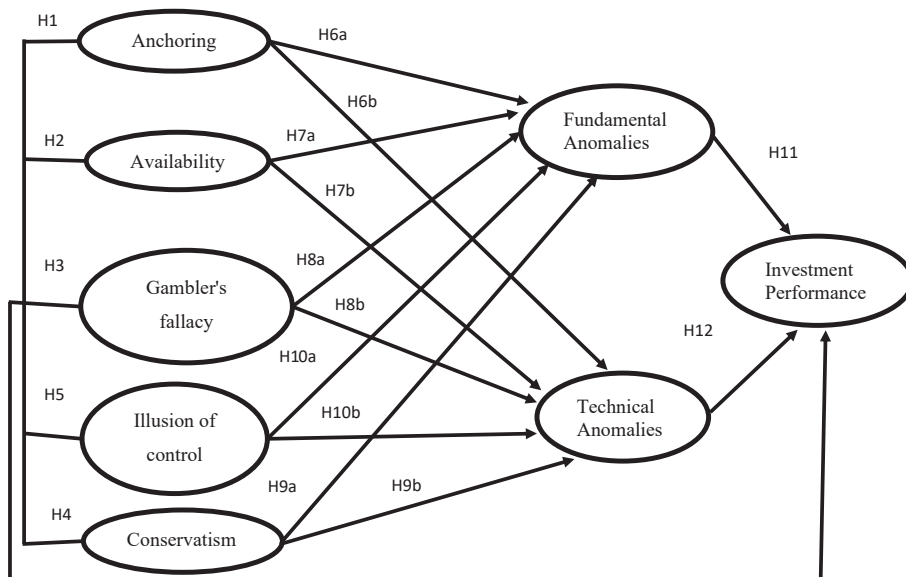 H1
Anchoring
H6a
H6b
Fundamental
Anomalies
H2
Availability
H7a
H7b
H11
H3
Gambler's
fallacy
H8a
H8b
Investment
Performance
H12
H10a
H5
Illusion of
control
H10b
Technical
Anomalies
H9a
H9b
H4
Conservatism